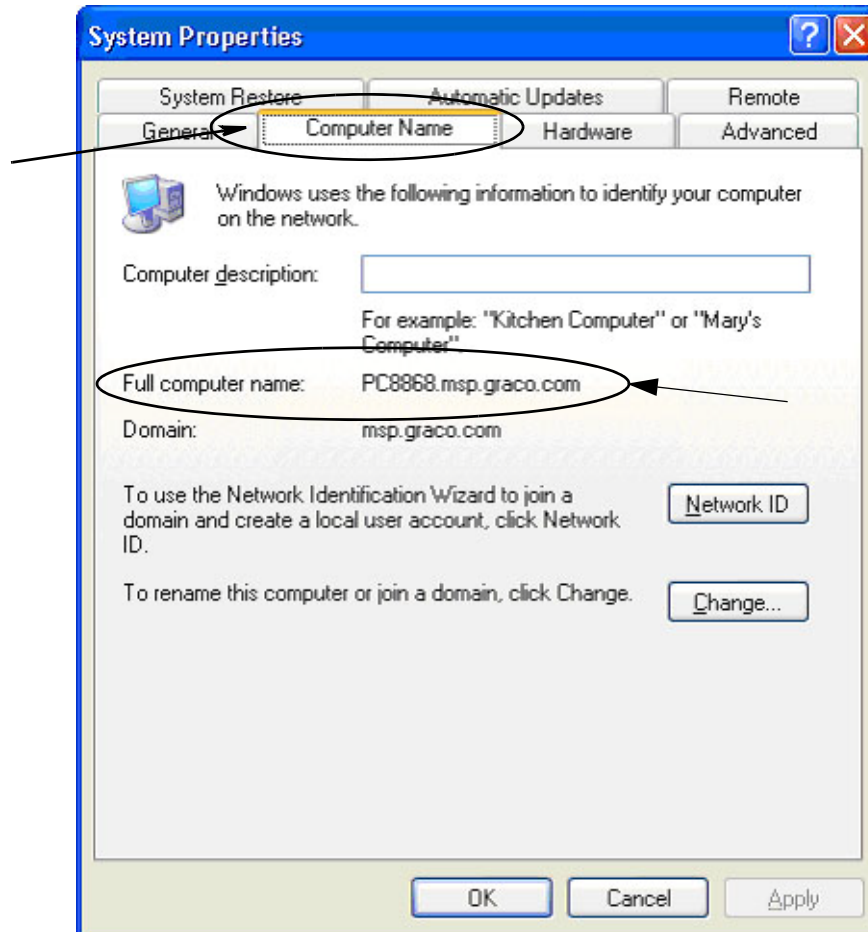 System Properties
System Restore Automatic Updates Remote
General Computer Name Hardware Advanced
Windows uses the following information to identify your computer
on the network.
Computer description:
For example: "Kitchen Computer" or "Mary's
Computer".
Full computer name: PC8868.msp.graco.com
Domain: msp.graco.com
To use the Network Identification Wizard to join a
domain and create a local user account, click Network
ID.
Network ID
To rename this computer or join a domain, click Change.
Change...
OK Cancel Apply